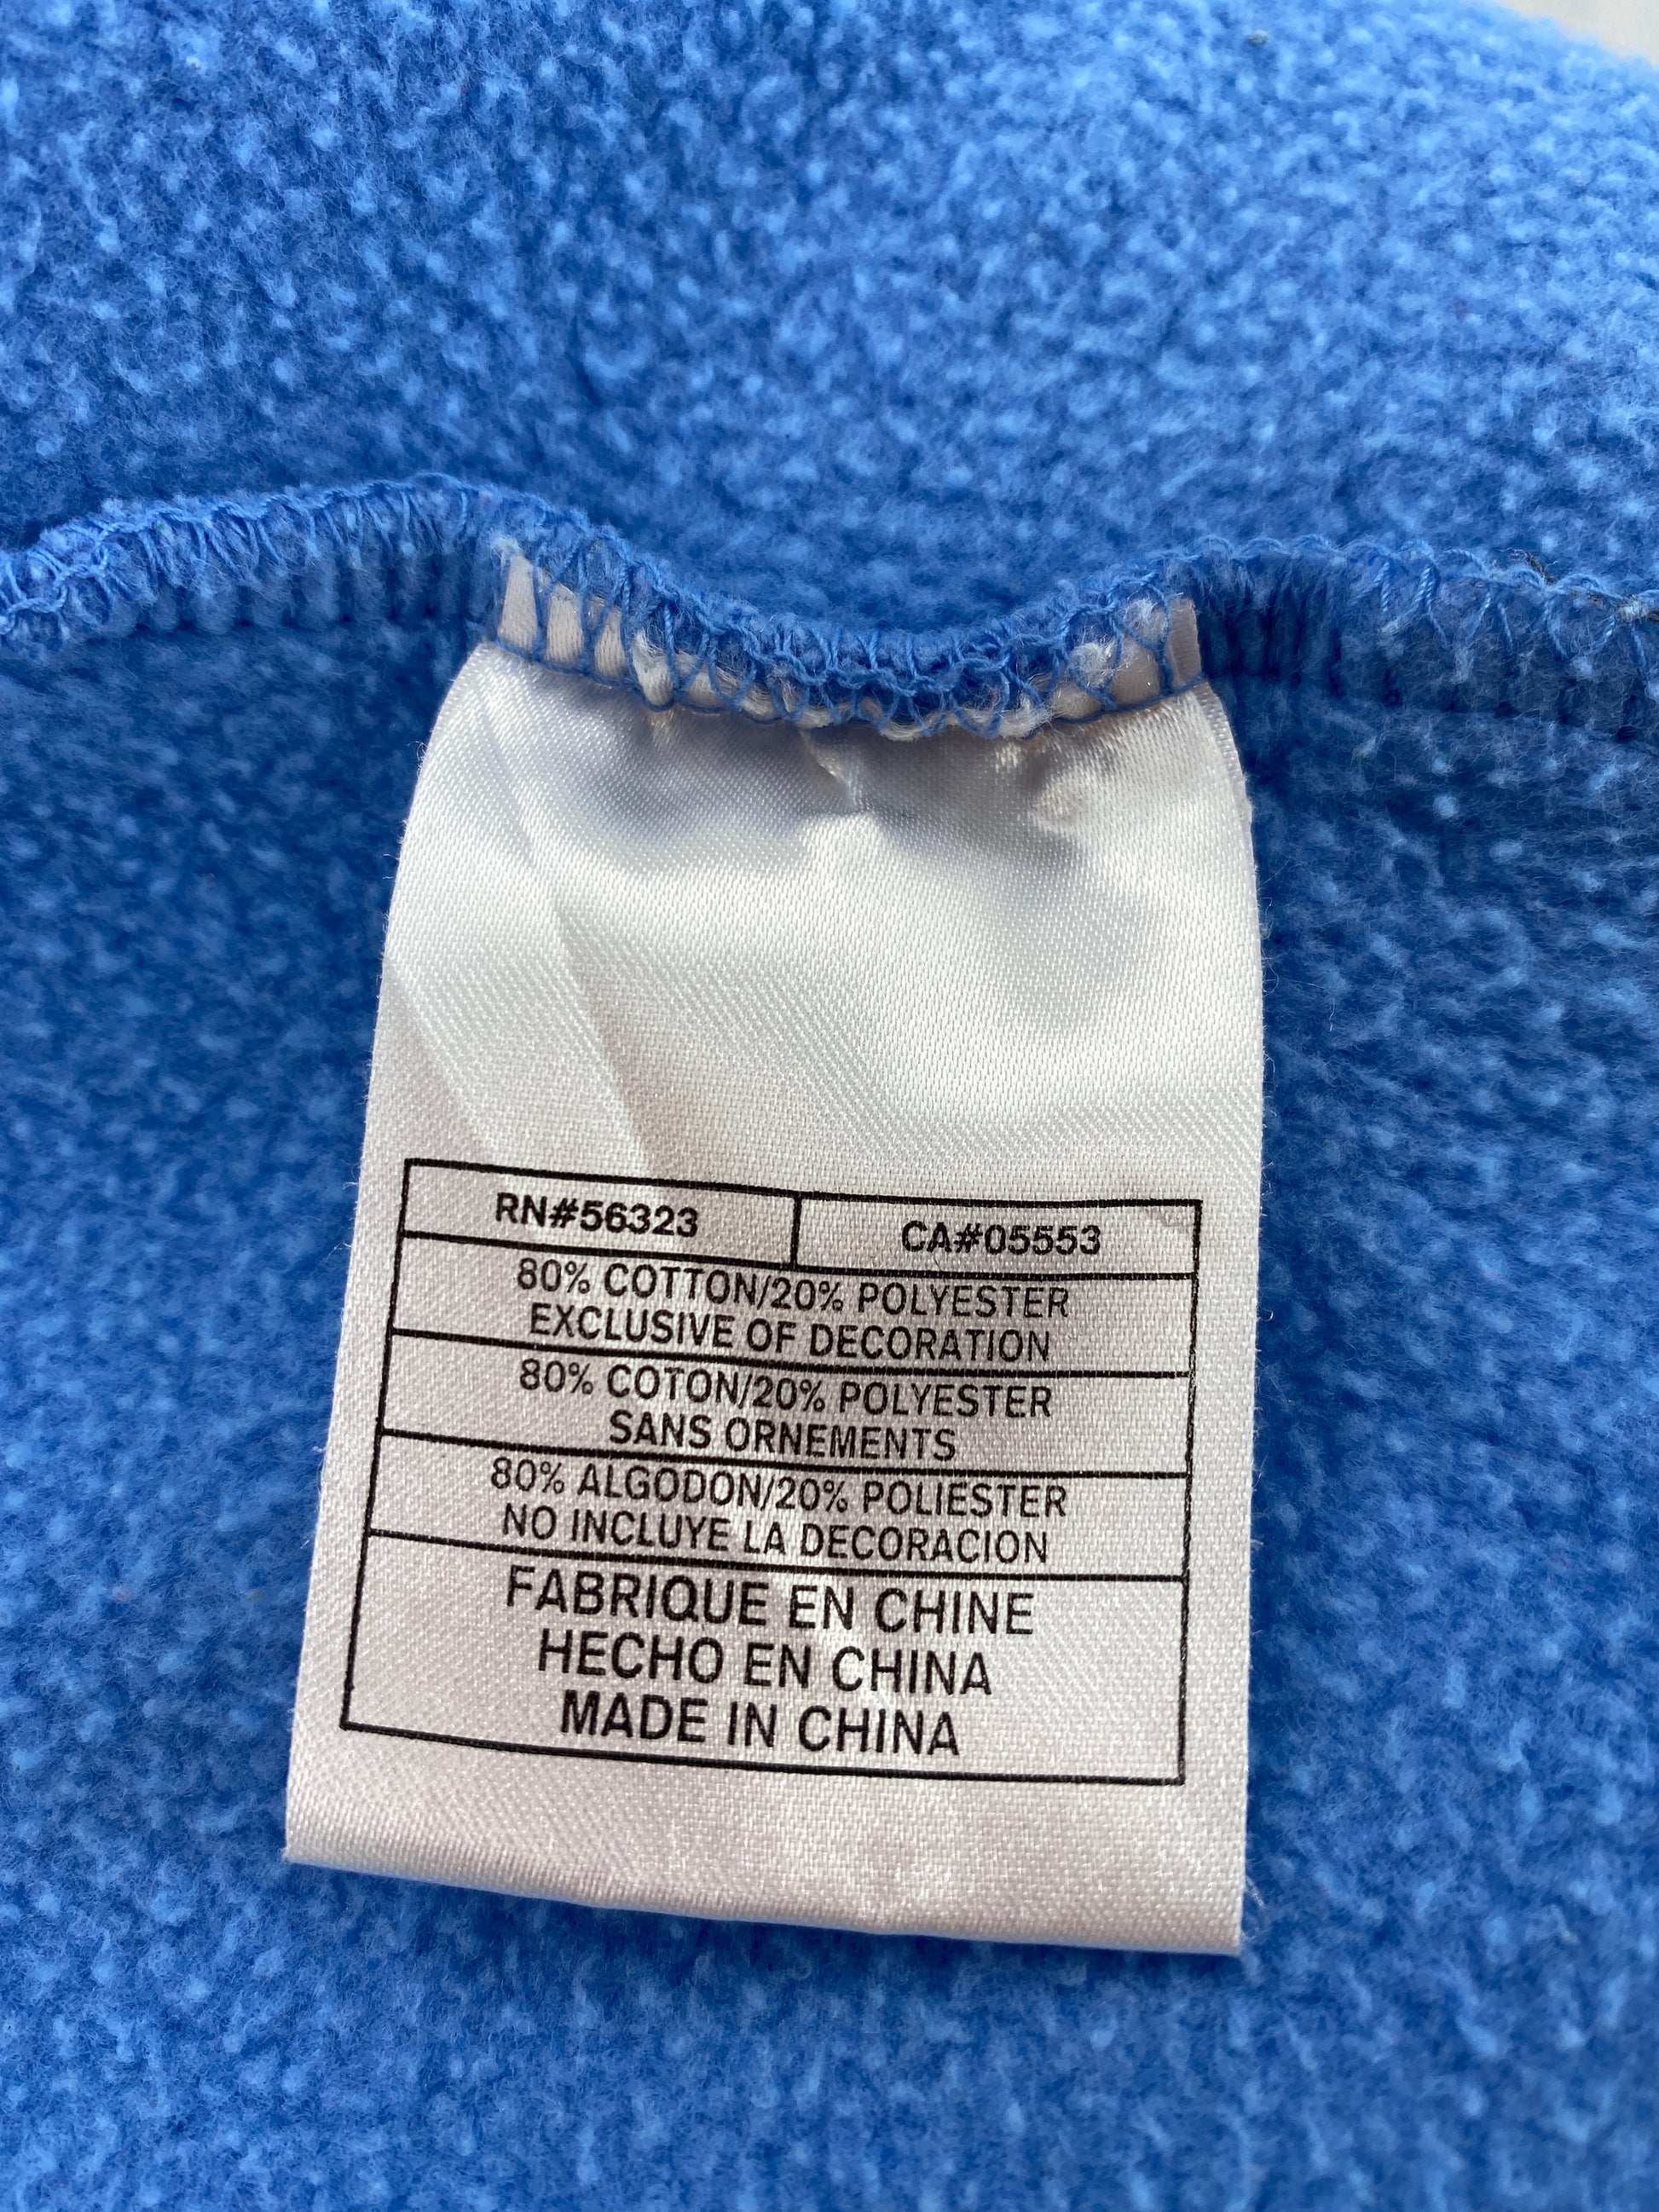 RN#56323 CA#05553
80% COTTON/20% POLYESTER
EXCLUSIVE OF DECORATION
80% COTON/20% POLYESTER
SANS ORNEMENTS
80% ALGODON/20% POLIESTER
NO INCLUYE LA DECORACION
FABRIQUE EN CHINE
HECHO EN CHINA
MADE IN CHINA